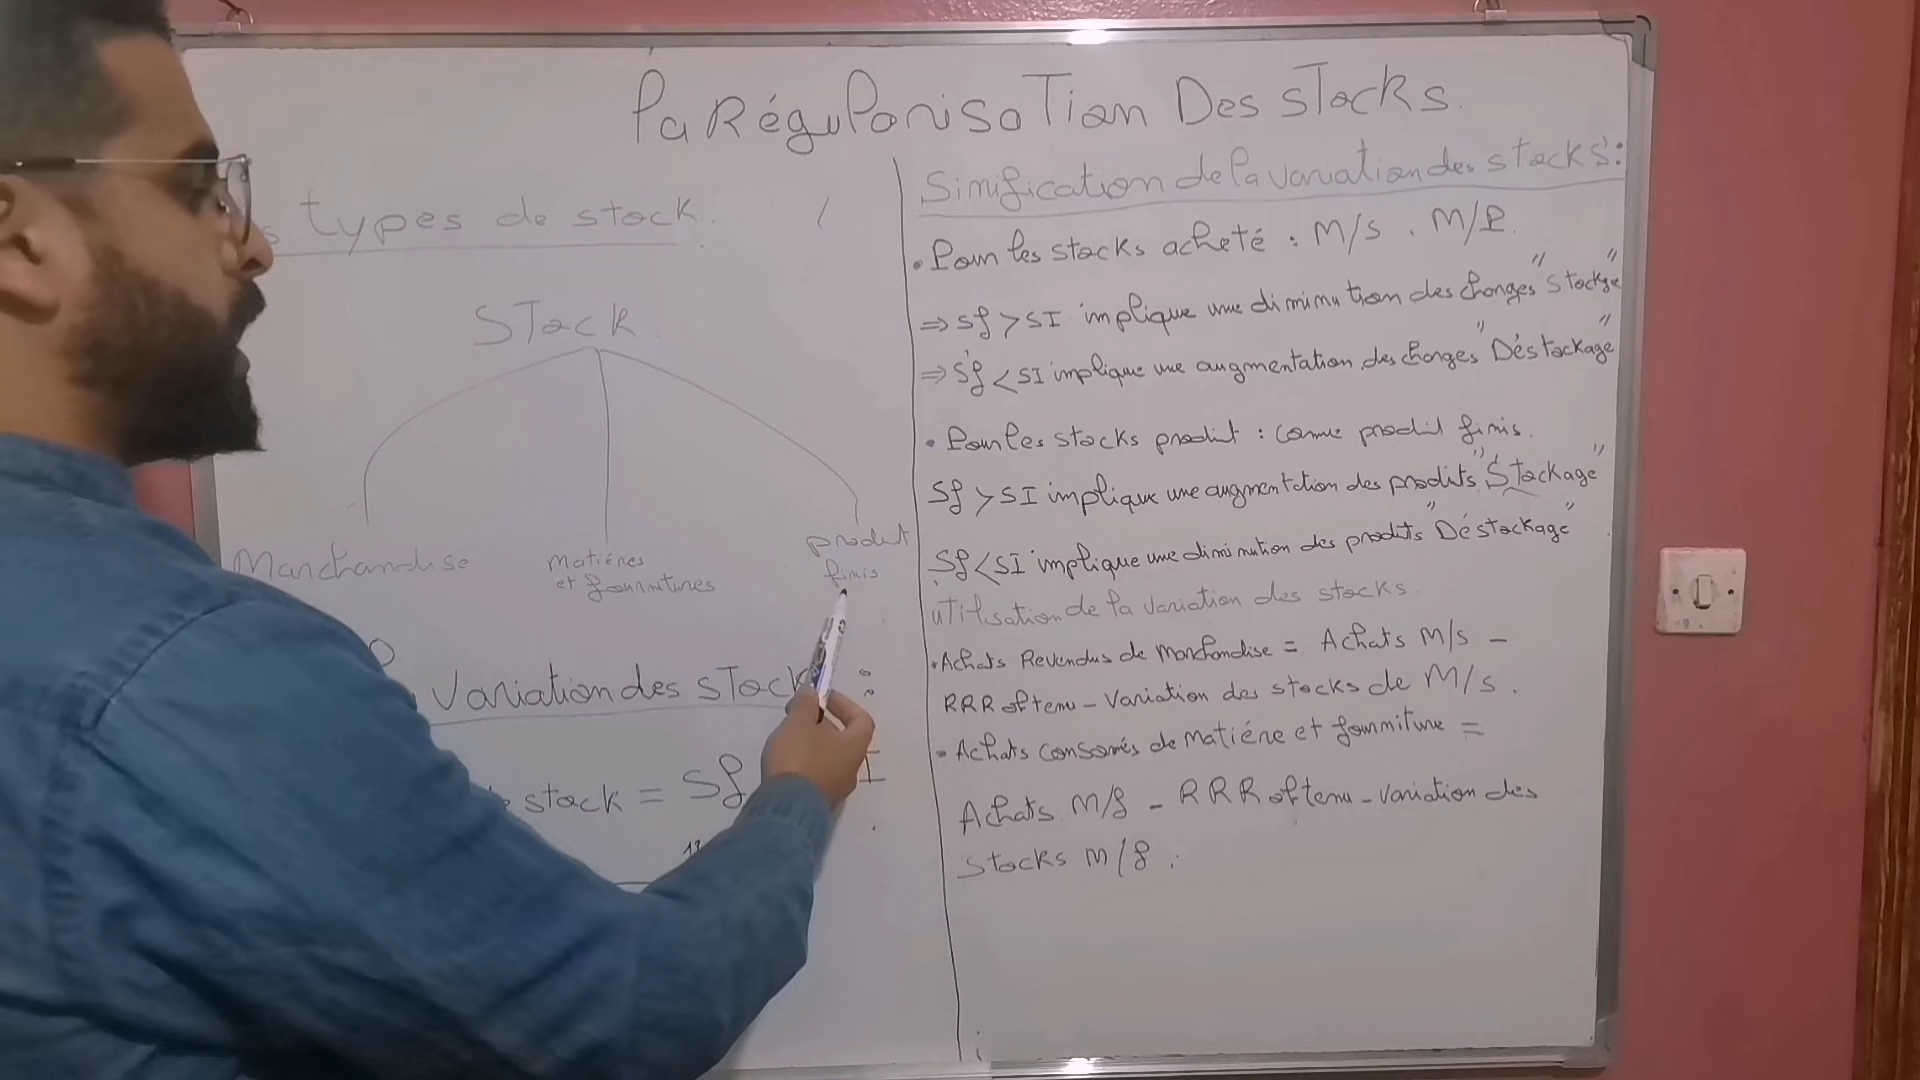 La Régularisation Des stocks.
types de stock.
Stock
Marchandise
Matiéres
et fournitures
produit
finis
Variation des stock :
stock = Sf I
Sinification de la variation des stocks:
• Pour les stocks acheté : M/S . M/P.
⇒ Sf > SI implique une diminution des charges "Stockge"
⇒ Sf < SI implique une augmentation des charges "Déstockage"
• Pour les stocks produit : comme produit finis.
Sf > SI implique une augmentation des produits "Stockage"
Sf < SI implique une diminution des produits "Déstockage"
utilisation de la variation des stocks
• Achats Revendus de marchandise = Achats M/s -
RRR obtenu - Variation des stocks de M/s.
- Achats consomés de matiére et fourniture =
Achats M/f - RRR obtenu - variation des
Stocks M/f.